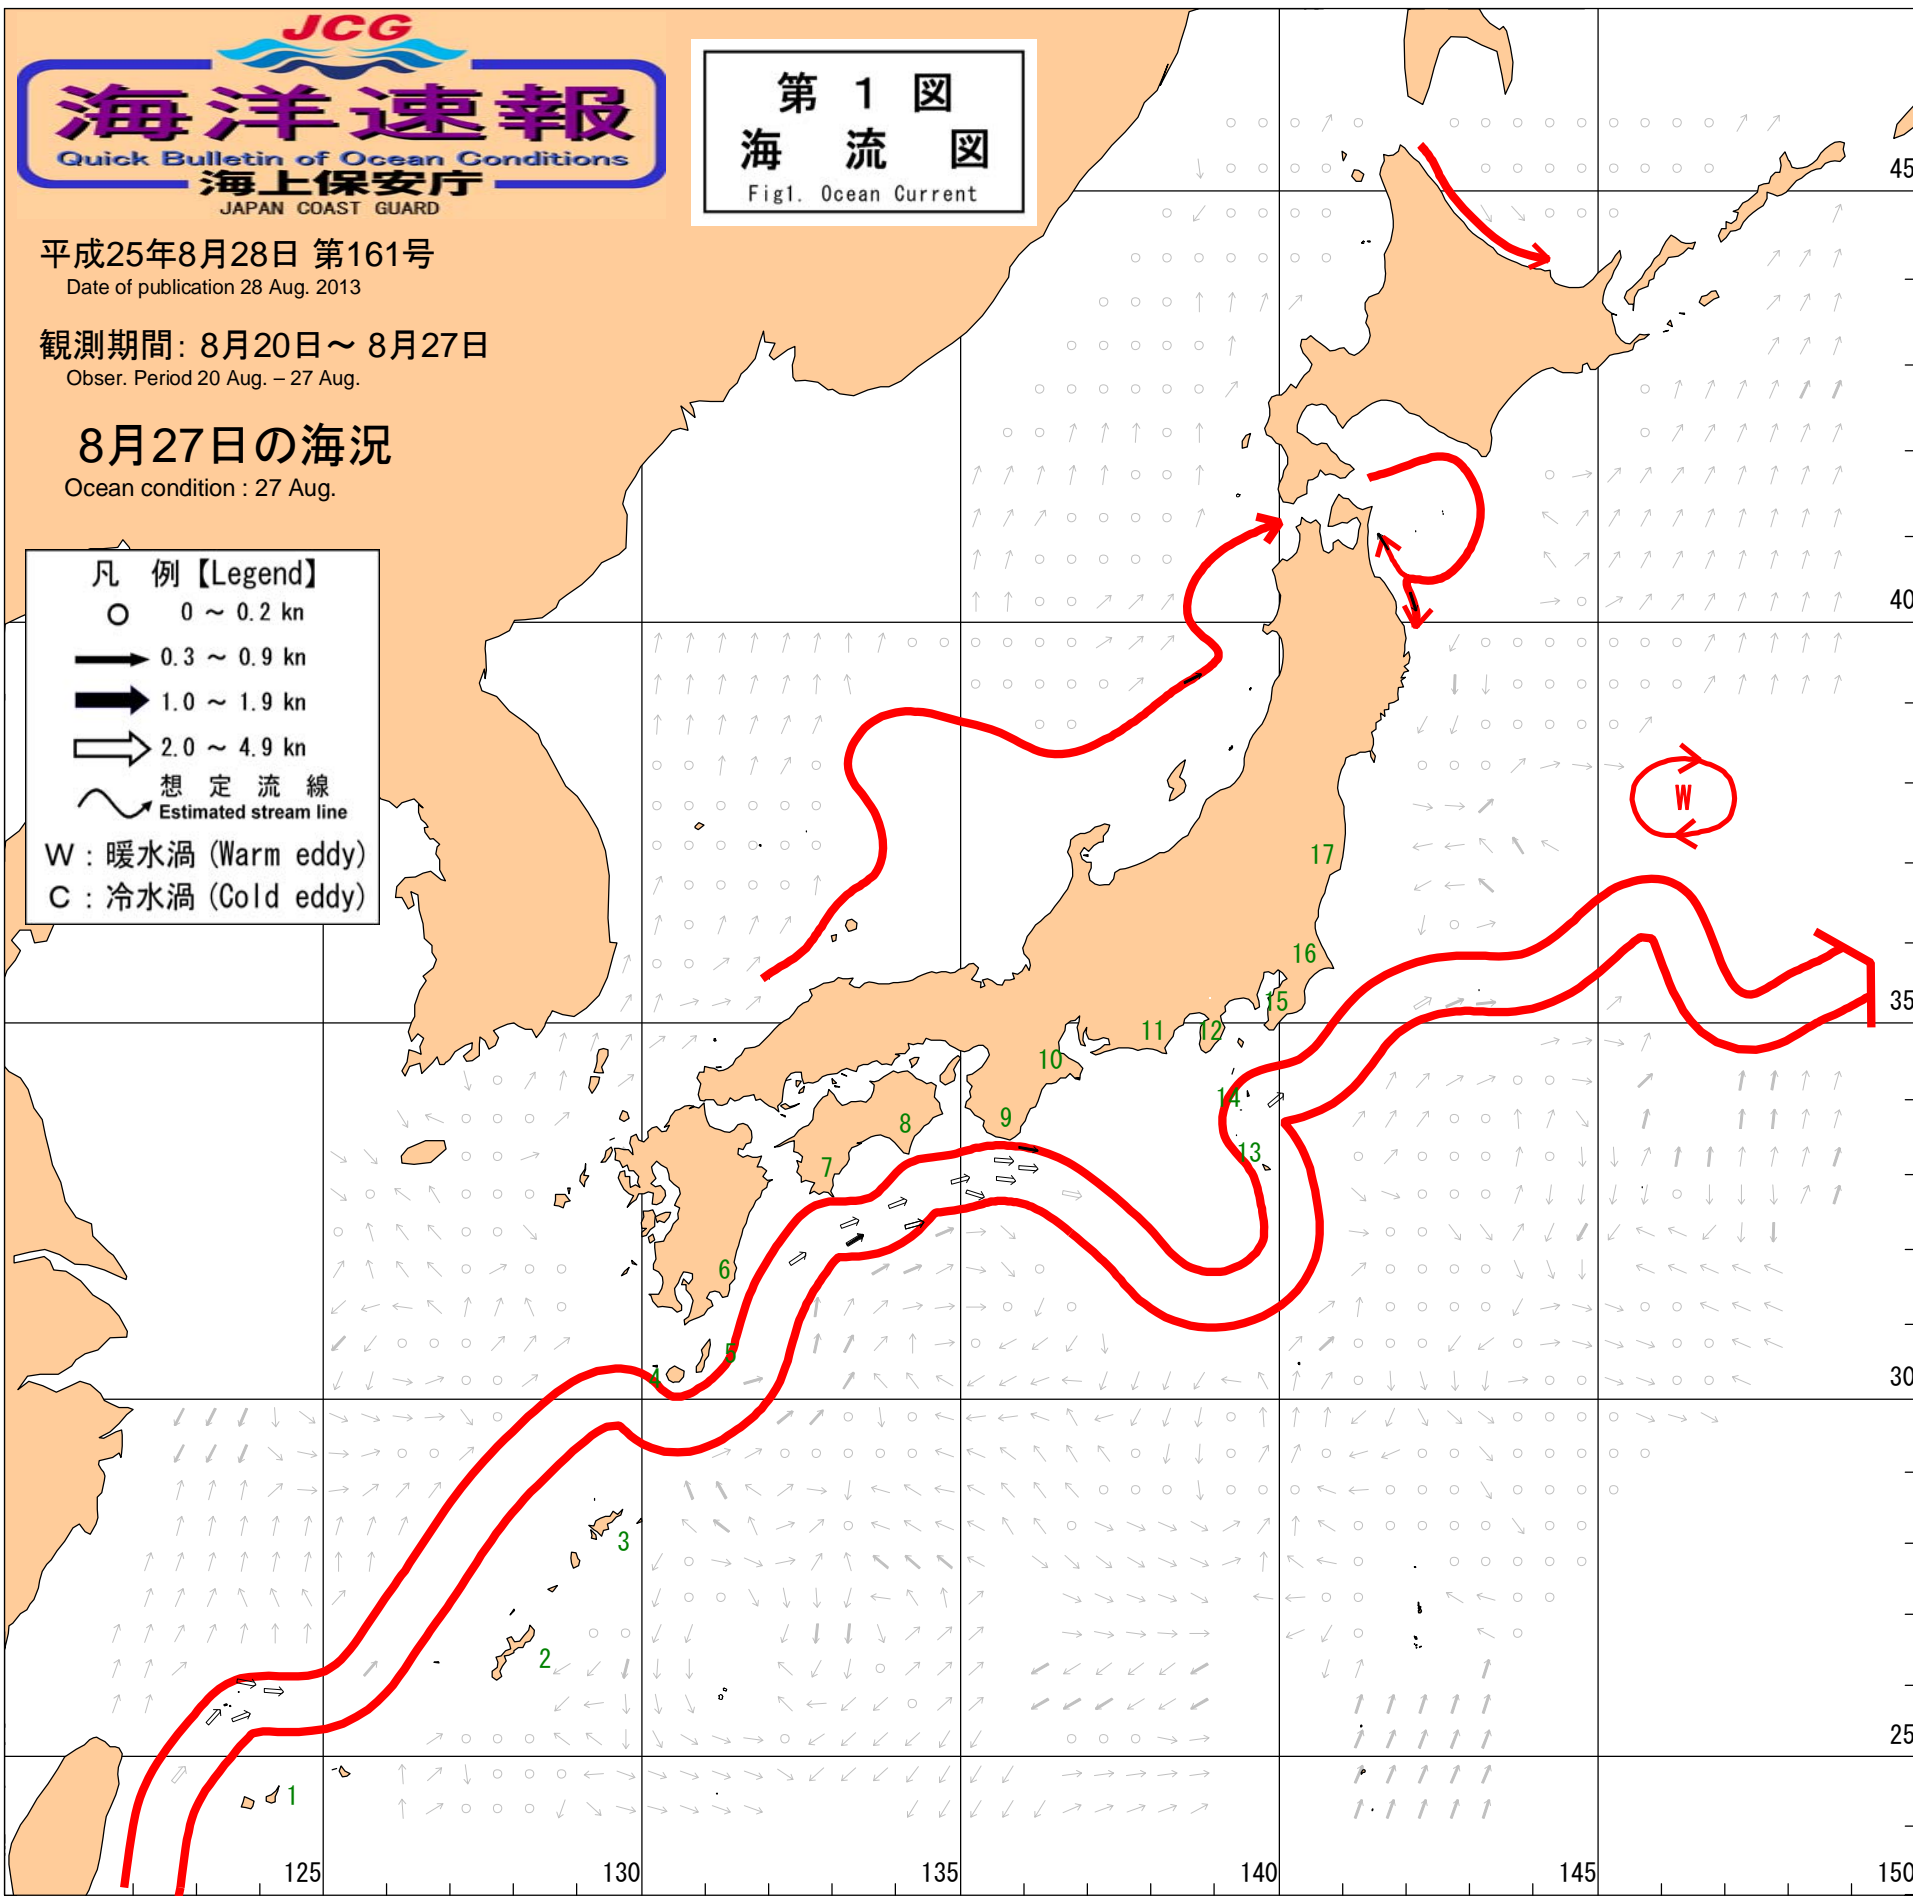 JCG
海洋速報
Quick Bulletin of Ocean Conditions
海上保安庁
JAPAN COAST GUARD
第 1 図
海 流 図
Fig1. Ocean Current
平成25年8月28日 第161号
Date of publication 28 Aug. 2013
観測期間: 8月20日～ 8月27日
Obser. Period 20 Aug. – 27 Aug.
8月27日の海況
Ocean condition : 27 Aug.
凡 例【Legend】
0 ～ 0.2 kn
0.3 ～ 0.9 kn
1.0 ～ 1.9 kn
2.0 ～ 4.9 kn
想 定 流 線
Estimated stream line
W : 暖水渦 (Warm eddy)
C : 冷水渦 (Cold eddy)
45
40
W
17
16
35
15
12
11
10
14
9
8
13
7
6
5
4
30
3
2
25
1
125
130
135
140
145
150